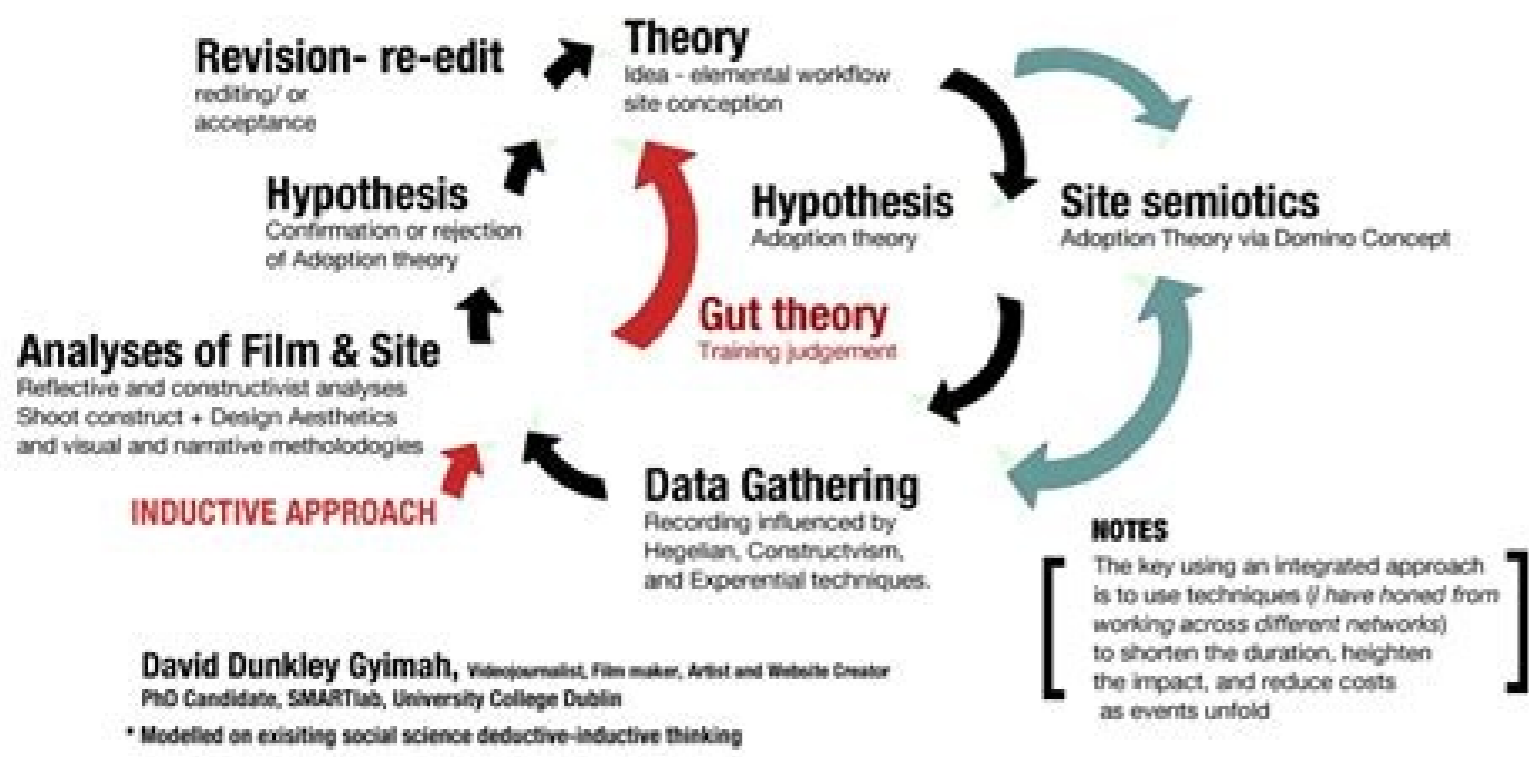 Revision- re-edit
rediting/ or
acceptance
Theory
Idea - elemental workflow
site conception
Hypothesis
Confirmation or rejection
of Adoption theory
Hypothesis
Adoption theory
Site semiotics
Adoption Theory via Domino Concept
Gut theory
Training judgement
Analyses of Film & Site
Reflective and constructivist analyses
Shoot construct + Design Aesthetics
and visual and narrative metholodogies
INDUCTIVE APPROACH
Data Gathering
Recording influenced by
Hegelian, Constructvism,
and Experential techniques.
NOTES
The key using an integrated approach
is to use techniques (i have honed from
working across different networks)
to shorten the duration, heighten
the impact, and reduce costs
as events unfold
David Dunkley Gyimah, Videojournalist, Film maker, Artist and Website Creator
PhD Candidate, SMARTlab, University College Dublin
* Modelled on exisiting social science deductive-inductive thinking